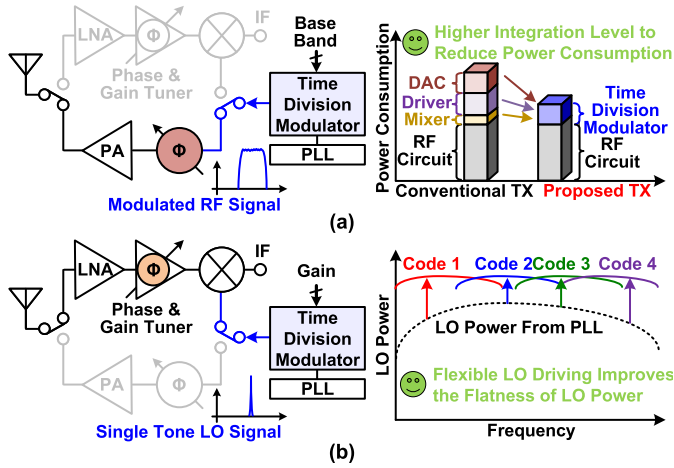 LNA
Φ
IF
Phase &
Gain Tuner
Base
Band
Time
Division
Modulator
PLL
PA
Φ
Modulated RF Signal
Power Consumption
Higher Integration Level to
Reduce Power Consumption
DAC
Driver
Mixer
RF
Circuit
Time
Division
Modulator
RF
Circuit
Conventional TX
Proposed TX
(a)
LNA
Φ
IF
Phase &
Gain Tuner
Gain
Time
Division
Modulator
PLL
PA
Φ
Single Tone LO Signal
LO Power
Code 1
Code 2
Code 3
Code 4
LO Power From PLL
Flexible LO Driving Improves
the Flatness of LO Power
Frequency
(b)